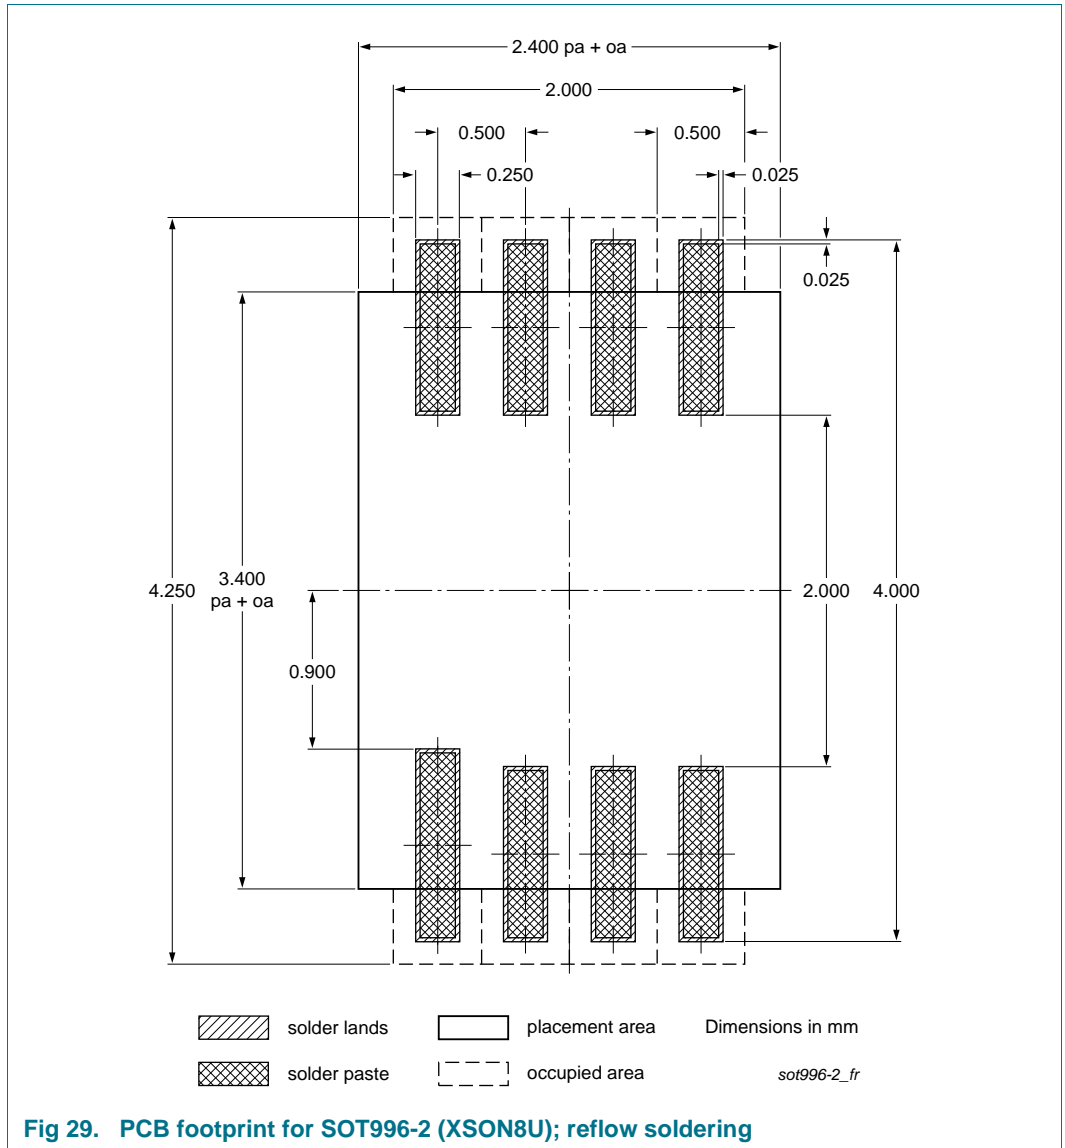 2.400 pa + oa
2.000
0.500
0.500
0.250
0.025
0.025
4.250
3.400
pa + oa
2.000
4.000
0.900
solder lands
placement area
Dimensions in mm
solder paste
occupied area
sot996-2_fr
Fig 29. PCB footprint for SOT996-2 (XSON8U); reflow soldering